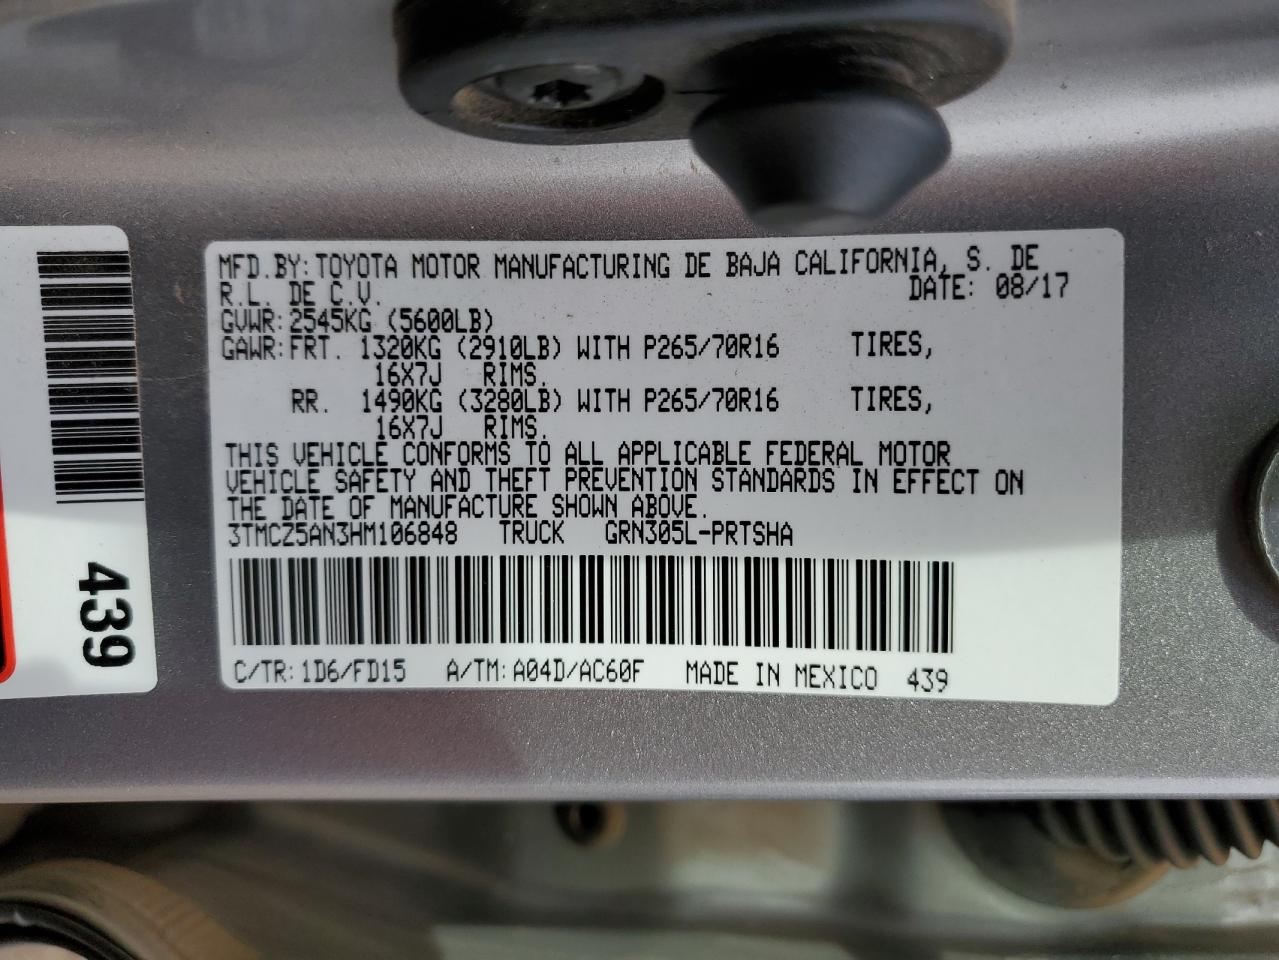 MFD.BY:TOYOTA MOTOR MANUFACTURING DE BAJA CALIFORNIA, S. DE
R.L. DE C.V. DATE: 08/17
GVWR:2545KG (5600LB)
GAWR:FRT. 1320KG (2910LB) WITH P265/70R16 TIRES,
16X7J RIMS.
RR. 1490KG (3280LB) WITH P265/70R16 TIRES,
16X7J RIMS.
THIS VEHICLE CONFORMS TO ALL APPLICABLE FEDERAL MOTOR
VEHICLE SAFETY AND THEFT PREVENTION STANDARDS IN EFFECT ON
THE DATE OF MANUFACTURE SHOWN ABOVE.
3TMCZ5AN3HM106848 TRUCK GRN305L-PRTSHA
C/TR:1D6/FD15 A/TM:A04D/AC60F MADE IN MEXICO 439
439